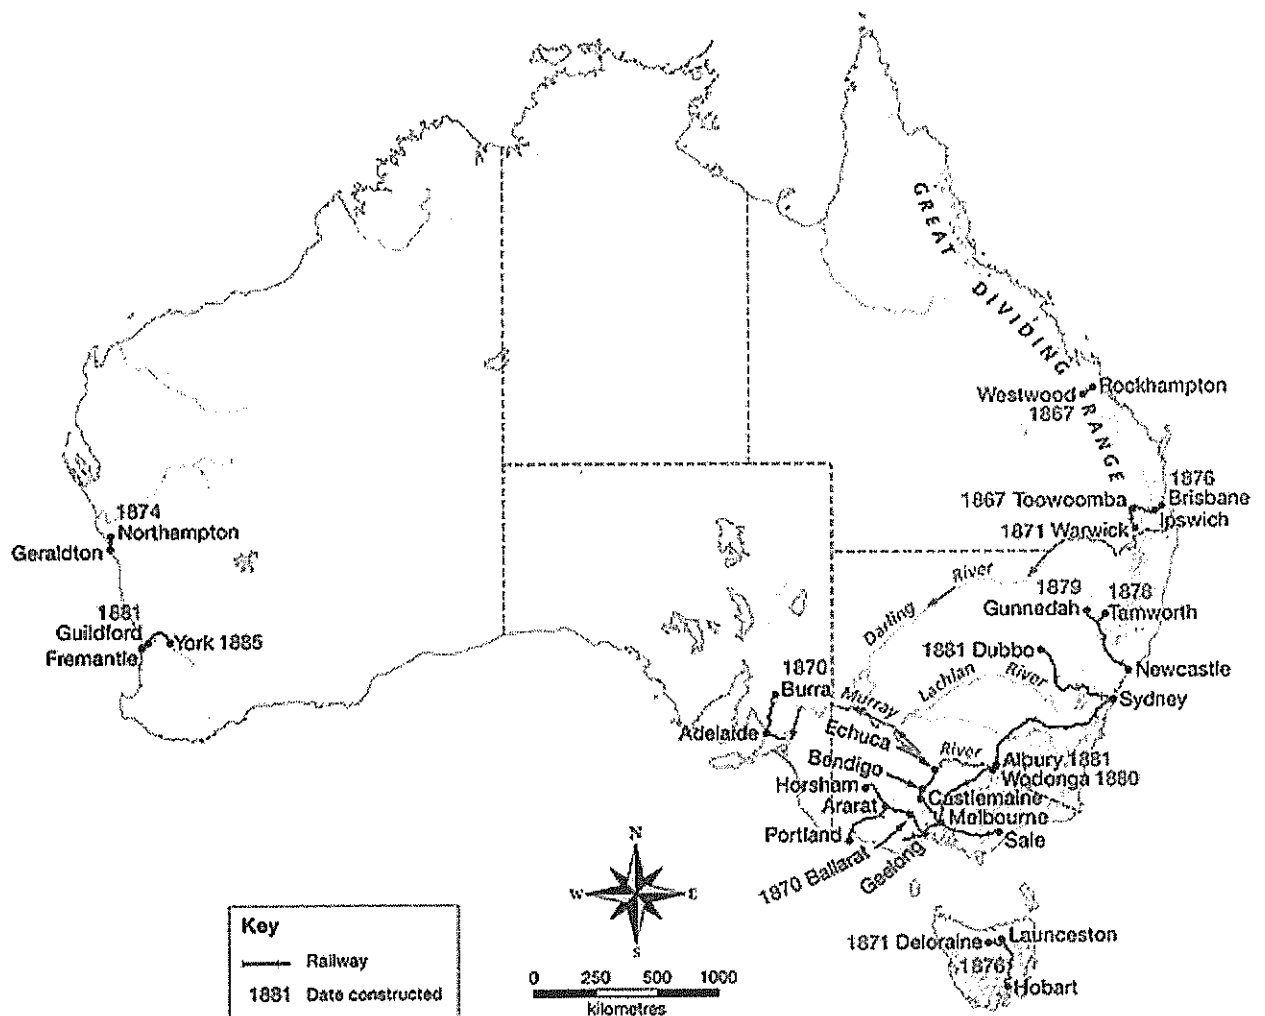 GREAT DIVIDING RANGE
Rockhampton
Westwood
1867
1876
Brisbane
Ipswich
1867 Toowoomba
1871 Warwick
1874
Northampton
Geraldton
1881
Guildford
Fremantle
York 1885
Darling River
1879
Gunnedah
1878
Tamworth
1881 Dubbo
Lachlan River
Newcastle
Sydney
1870
Burra
Adelaide
Murray River
Echuca
Bendigo
Albury 1881
Wodonga 1880
Horsham
Ararat
Castlemaine
Melbourne
Portland
Sale
1870 Ballarat
Geelong
N
W
E
S
1871 Deloraine
Launceston
1876
Hobart
Key
Railway
1881 Date constructed
0 250 500 1000
kilometres